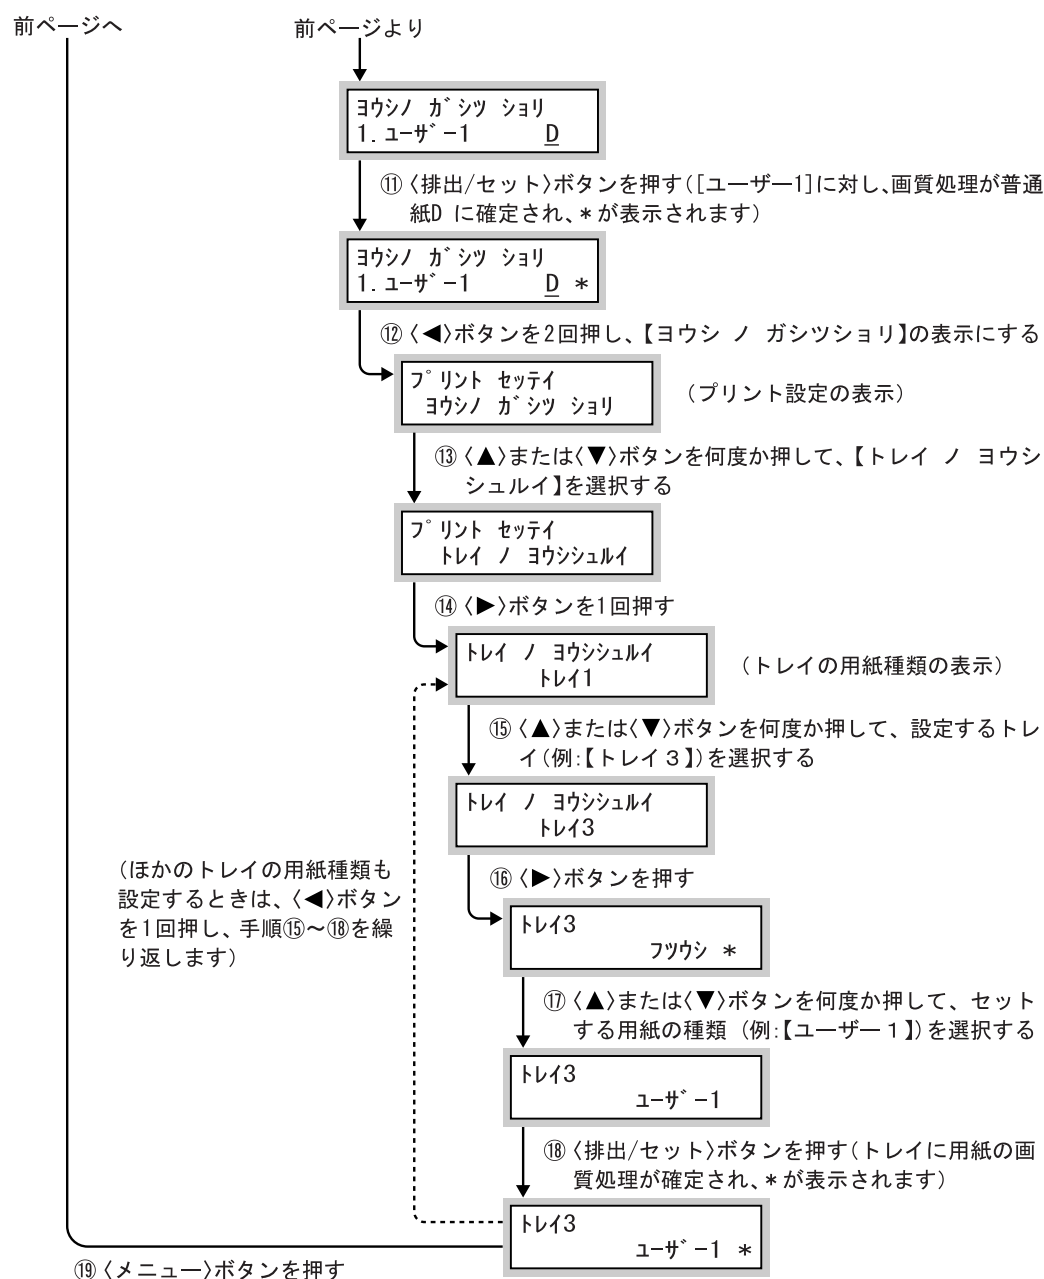 前ページへ
前ページより
ﾖｳｼﾉ ｶﾞｼﾂ ｼｮﾘ
1.ﾕｰｻﾞｰ1 D
⑪〈排出/セット〉ボタンを押す([ユーザー1]に対し、画質処理が普通
紙D に確定され、＊が表示されます)
ﾖｳｼﾉ ｶﾞｼﾂ ｼｮﾘ
1.ﾕｰｻﾞｰ1 D ＊
⑫〈◀〉ボタンを2回押し、【ヨウシ ノ ガシツショリ】の表示にする
ﾌﾟﾘﾝﾄ ｾｯﾃｲ
ﾖｳｼﾉ ｶﾞｼﾂ ｼｮﾘ
(プリント設定の表示)
⑬〈▲〉または〈▼〉ボタンを何度か押して、【トレイ ノ ヨウシ
シュルイ】を選択する
ﾌﾟﾘﾝﾄ ｾｯﾃｲ
ﾄﾚｲ ﾉ ﾖｳｼｼｭﾙｲ
⑭〈▶〉ボタンを1回押す
ﾄﾚｲ ﾉ ﾖｳｼｼｭﾙｲ
ﾄﾚｲ1
(トレイの用紙種類の表示)
⑮〈▲〉または〈▼〉ボタンを何度か押して、設定するトレ
イ(例:【トレイ３】)を選択する
ﾄﾚｲ ﾉ ﾖｳｼｼｭﾙｲ
ﾄﾚｲ3
(ほかのトレイの用紙種類も
設定するときは、〈◀〉ボタン
を1回押し、手順⑮～⑱を繰
り返します)
⑯〈▶〉ボタンを押す
ﾄﾚｲ3
ﾌﾂｳｼ ＊
⑰〈▲〉または〈▼〉ボタンを何度か押して、セット
する用紙の種類 (例:【ユーザー１】)を選択する
ﾄﾚｲ3
ﾕｰｻﾞｰ1
⑱〈排出/セット〉ボタンを押す(トレイに用紙の画
質処理が確定され、＊が表示されます)
ﾄﾚｲ3
ﾕｰｻﾞｰ1 ＊
⑲〈メニュー〉ボタンを押す